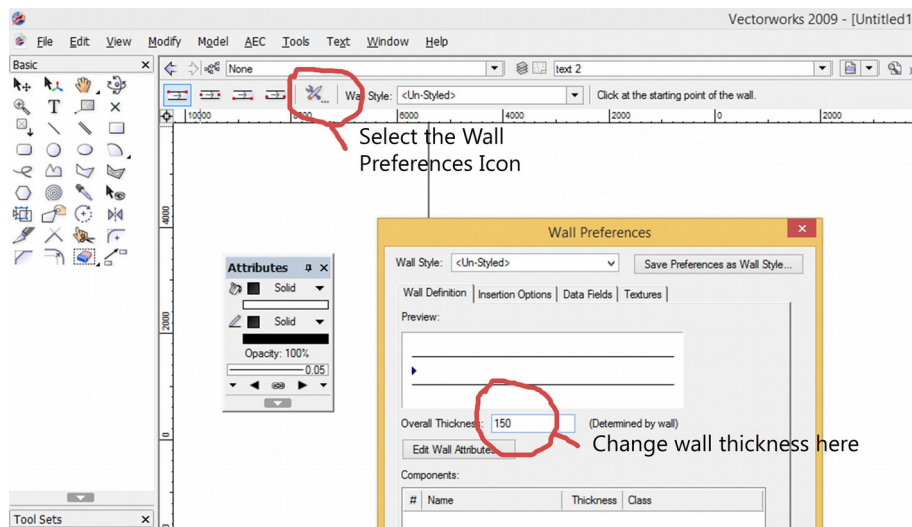 Vectorworks 2009 - [Untitled1
File Edit View Modify Model AEC Tools Text Window Help
Basic
None
text 2
Wall Style: <Un-Styled>
Click at the starting point of the wall.
6000 4000 2000 0 2000
Select the Wall
Preferences Icon
4000
Wall Preferences
Wall Style: <Un-Styled>
Save Preferences as Wall Style...
Attributes
Wall Definition Insertion Options Data Fields Textures
Solid
Preview:
2000
Solid
Opacity: 100%
0.05
Overall Thickness: 150 (Determined by wall)
0
Change wall thickness here
Edit Wall Attributes
Components:
# Name Thickness Class
Tool Sets